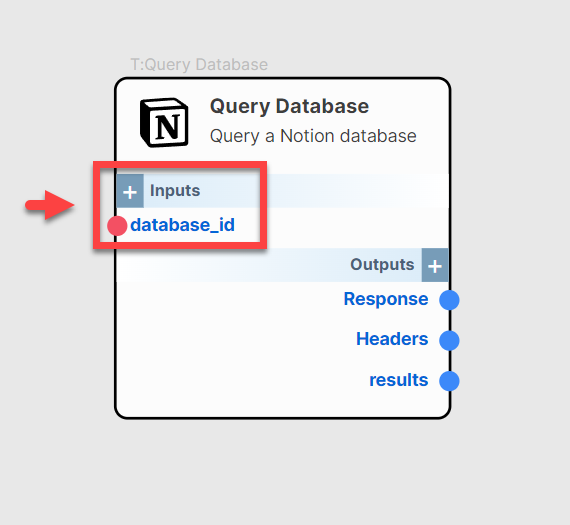 T:Query Database
N
Query Database
Query a Notion database
+ Inputs
database_id
Outputs +
Response
Headers
results